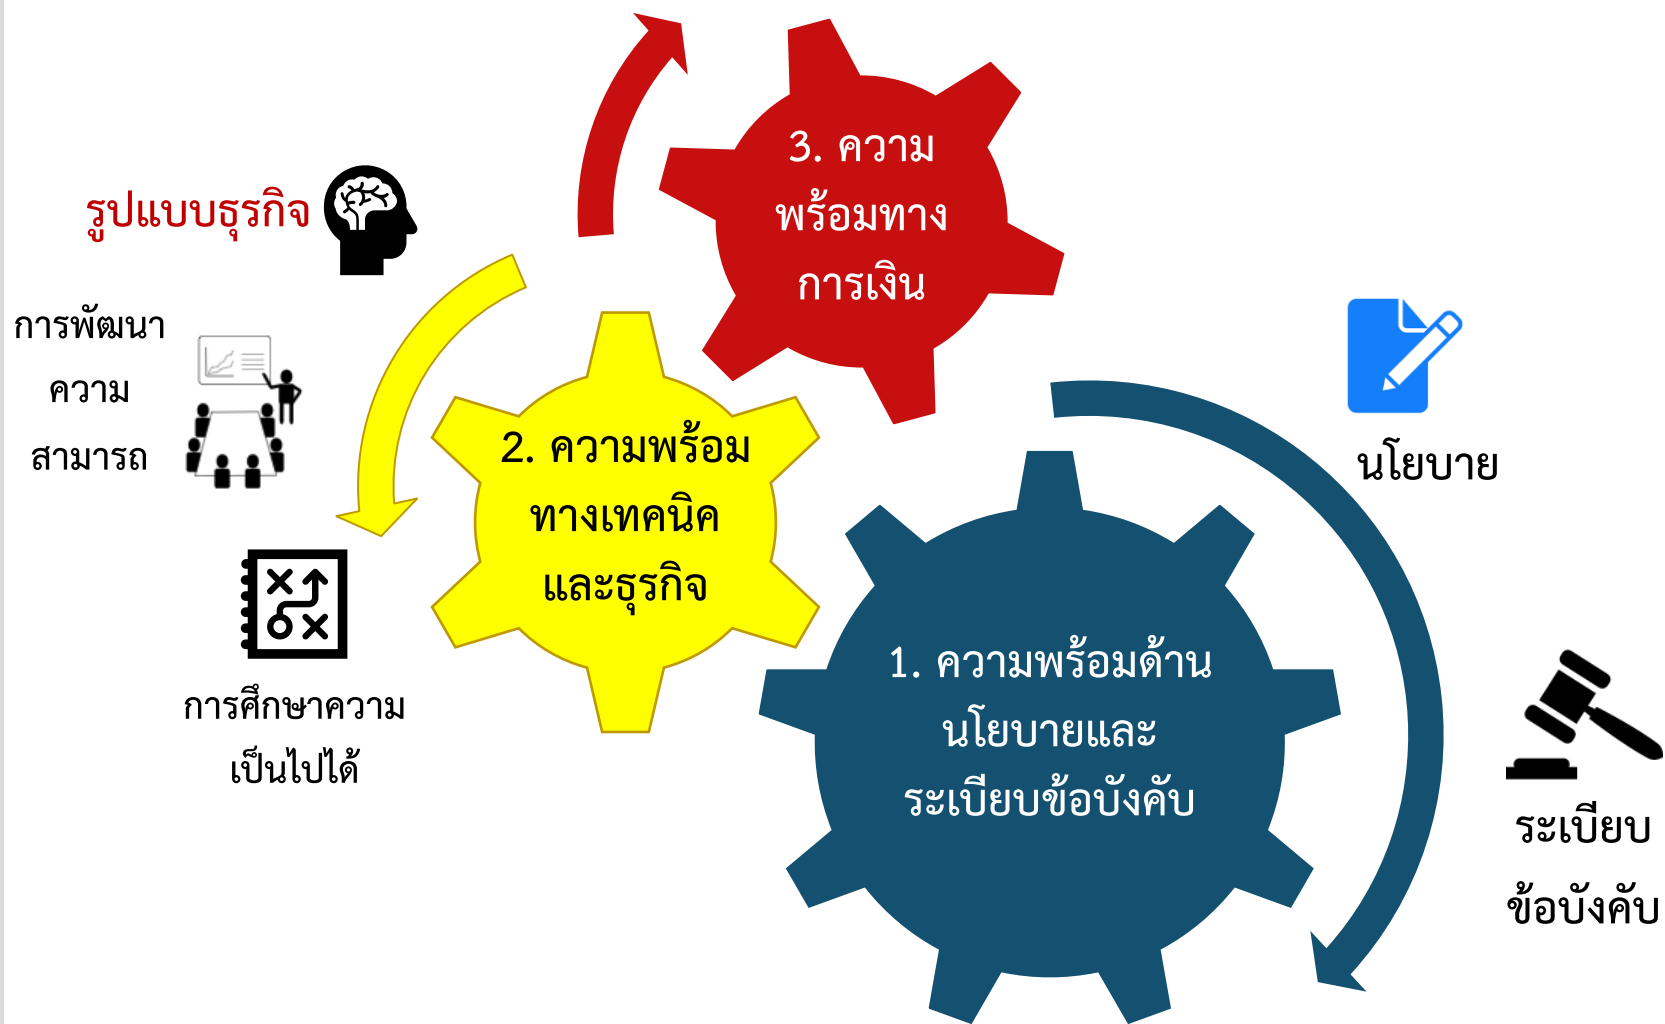 3. ความ
พร้อมทาง
การเงิน
รูปแบบธุรกิจ
การพัฒนา
ความ
สามารถ
2. ความพร้อม
ทางเทคนิค
และธุรกิจ
การศึกษาความ
เป็นไปได้
นโยบาย
1. ความพร้อมด้าน
นโยบายและ
ระเบียบข้อบังคับ
ระเบียบ
ข้อบังคับ